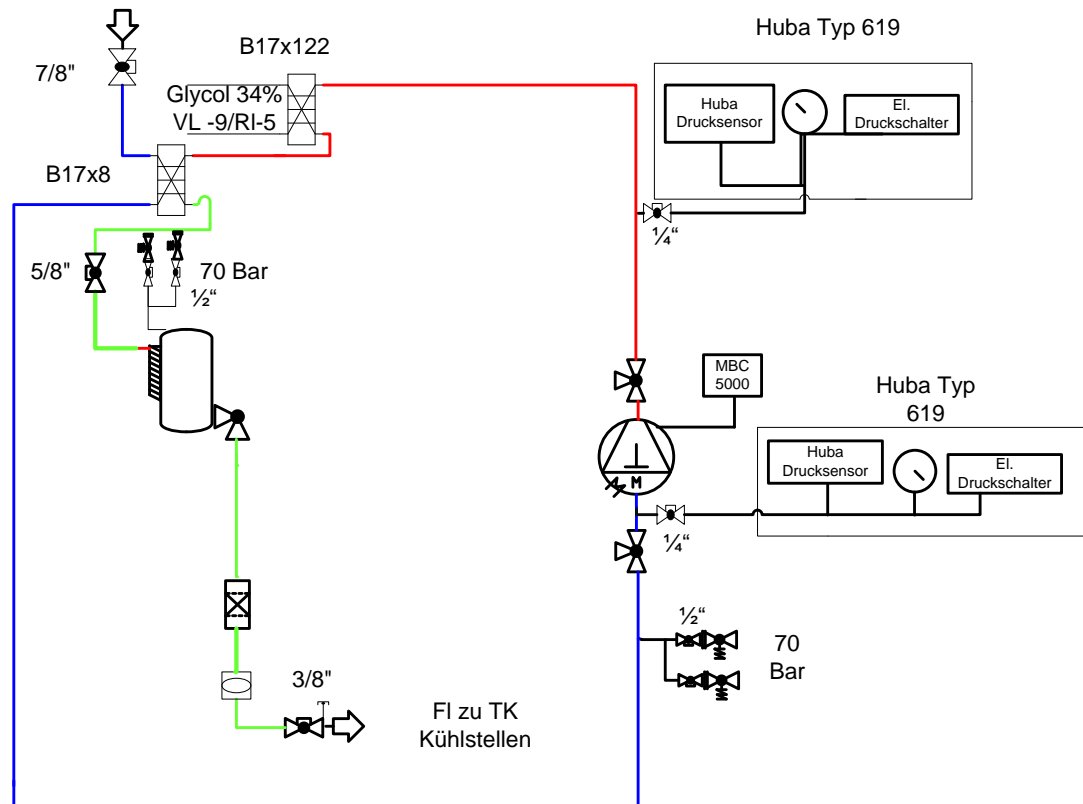 Huba Typ 619
B17x122
7/8"
Glycol 34%
VL -9/RI-5
Huba
Drucksensor
El.
Druckschalter
B17x8
¼“
5/8"
70 Bar
½“
MBC
5000
Huba Typ
619
Huba
Drucksensor
El.
Druckschalter
M
¼“
½“
70
Bar
3/8"
Fl zu TK
Kühlstellen